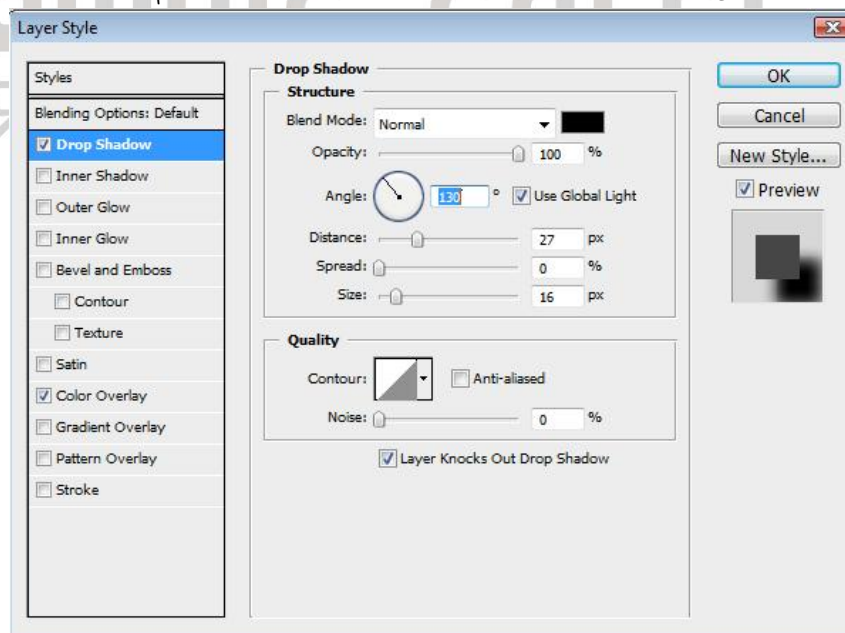 Layer Style
Styles
Blending Options: Default
Drop Shadow
Inner Shadow
Outer Glow
Inner Glow
Bevel and Emboss
Contour
Texture
Satin
Color Overlay
Gradient Overlay
Pattern Overlay
Stroke
Drop Shadow
Structure
Blend Mode: Normal
Opacity: 100 %
Angle: 130 ° Use Global Light
Distance: 27 px
Spread: 0 %
Size: 16 px
Quality
Contour: Anti-aliased
Noise: 0 %
Layer Knocks Out Drop Shadow
OK
Cancel
New Style...
Preview